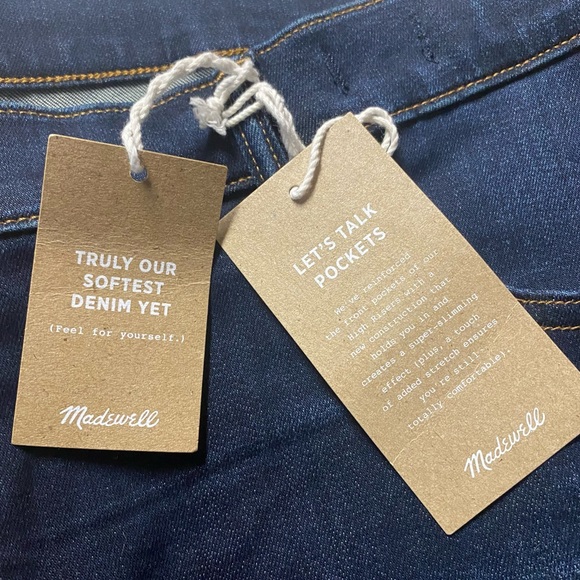 TRULY OUR
SOFTEST
DENIM YET
(Feel for yourself.)
Madewell
LET'S TALK
POCKETS
We've reinforced
the front pockets of our
High Risers with a
new construction that
holds you in and
creates a super-slimming
effect (plus, a touch
of added stretch ensures
you're still
totally comfortable).
Madewell